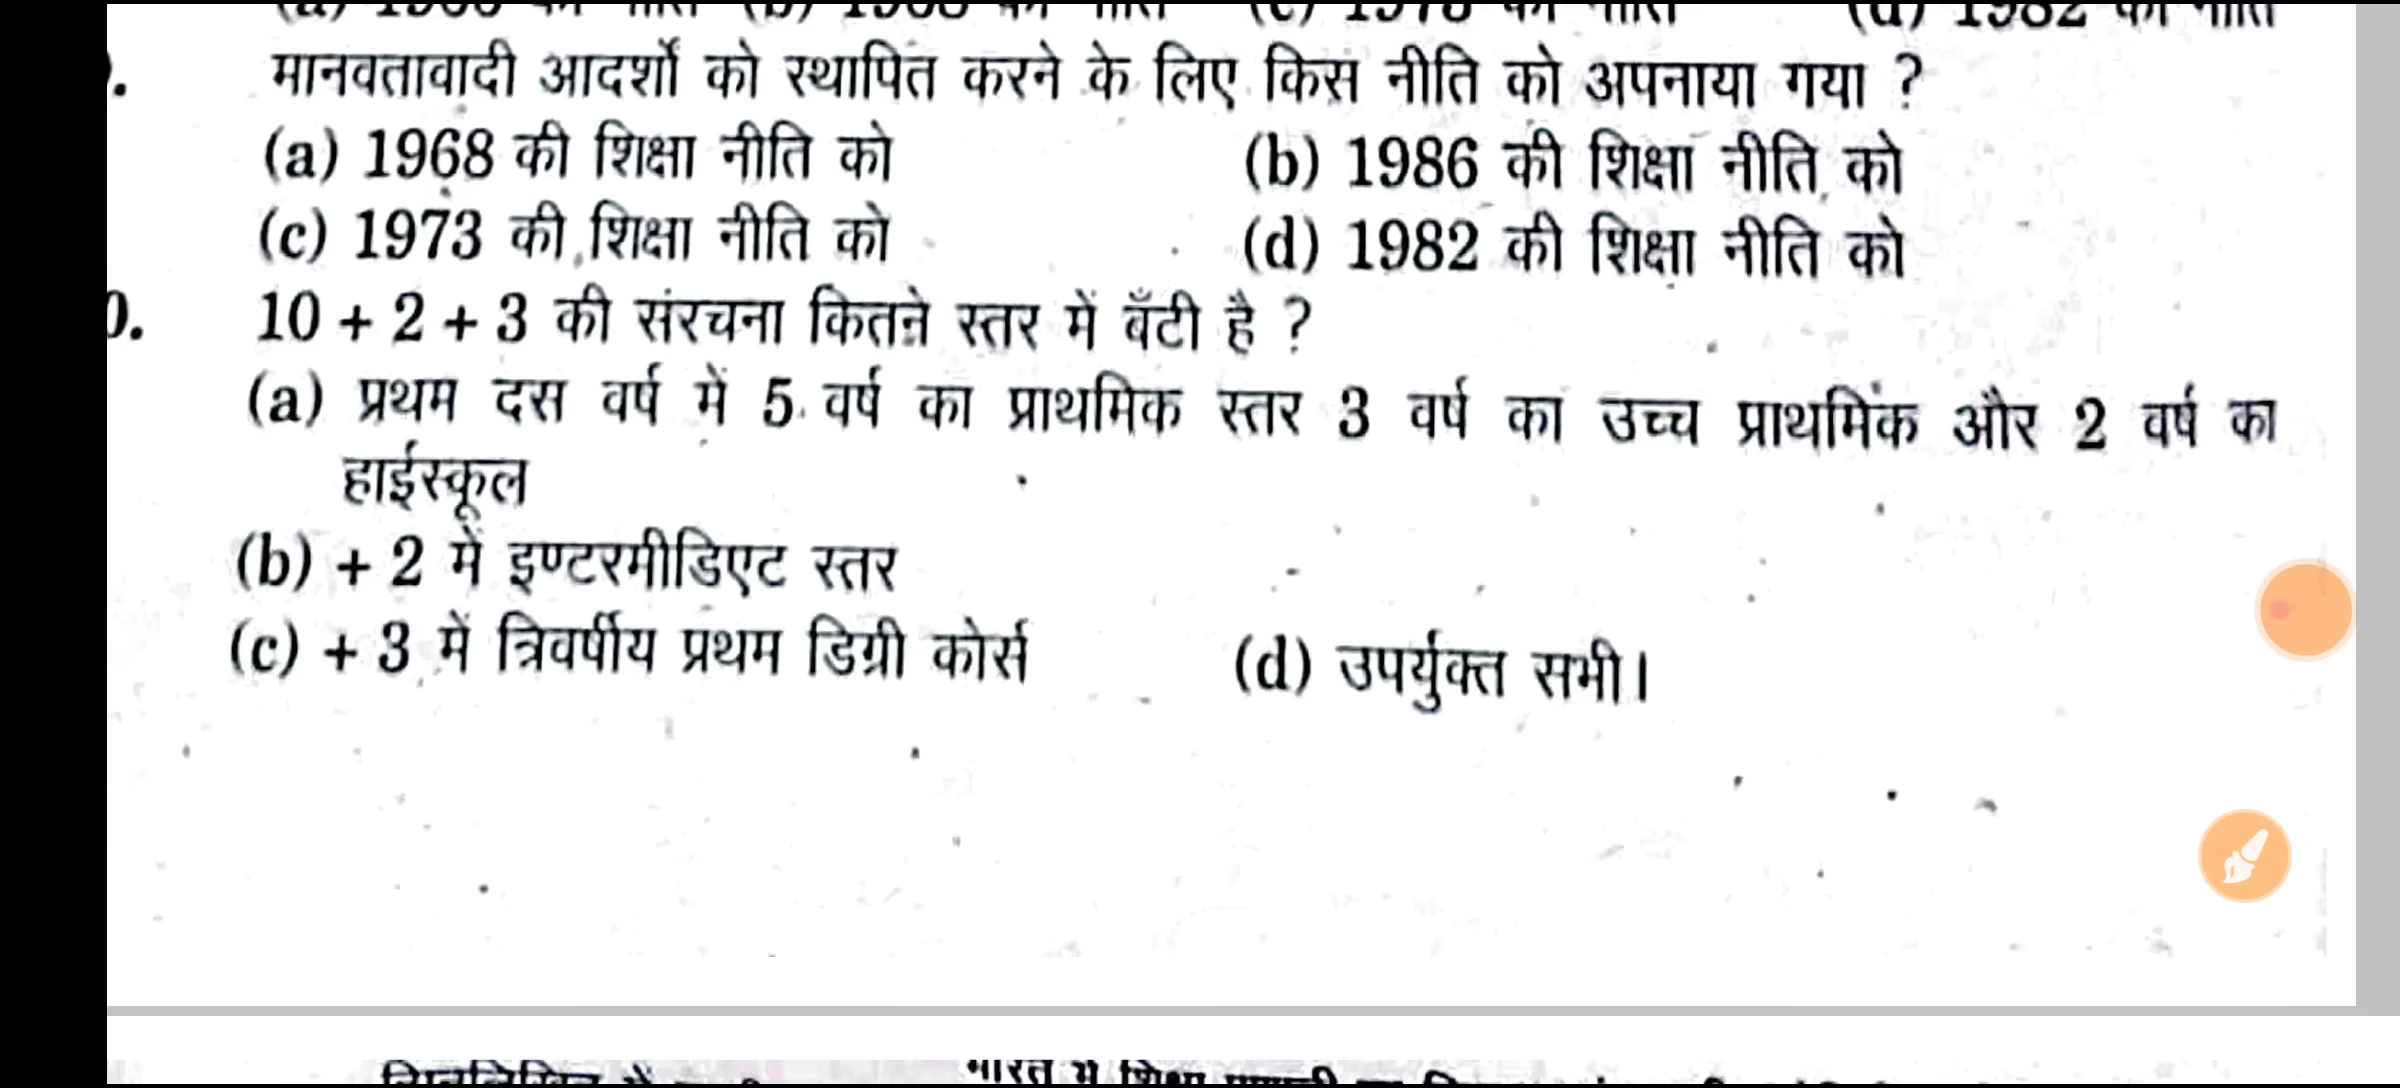 मानवतावादी आदर्शों को स्थापित करने के लिए किस नीति को अपनाया गया ?
(a) 1968 की शिक्षा नीति को (b) 1986 की शिक्षा नीति को
(c) 1973 की शिक्षा नीति को (d) 1982 की शिक्षा नीति को
0. 10 + 2 + 3 की संरचना कितने स्तर में बँटी है ?
(a) प्रथम दस वर्ष में 5 वर्ष का प्राथमिक स्तर 3 वर्ष का उच्च प्राथमिक और 2 वर्ष का
हाईस्कूल
(b) + 2 में इण्टरमीडिएट स्तर
(c) + 3 में त्रिवर्षीय प्रथम डिग्री कोर्स (d) उपर्युक्त सभी।